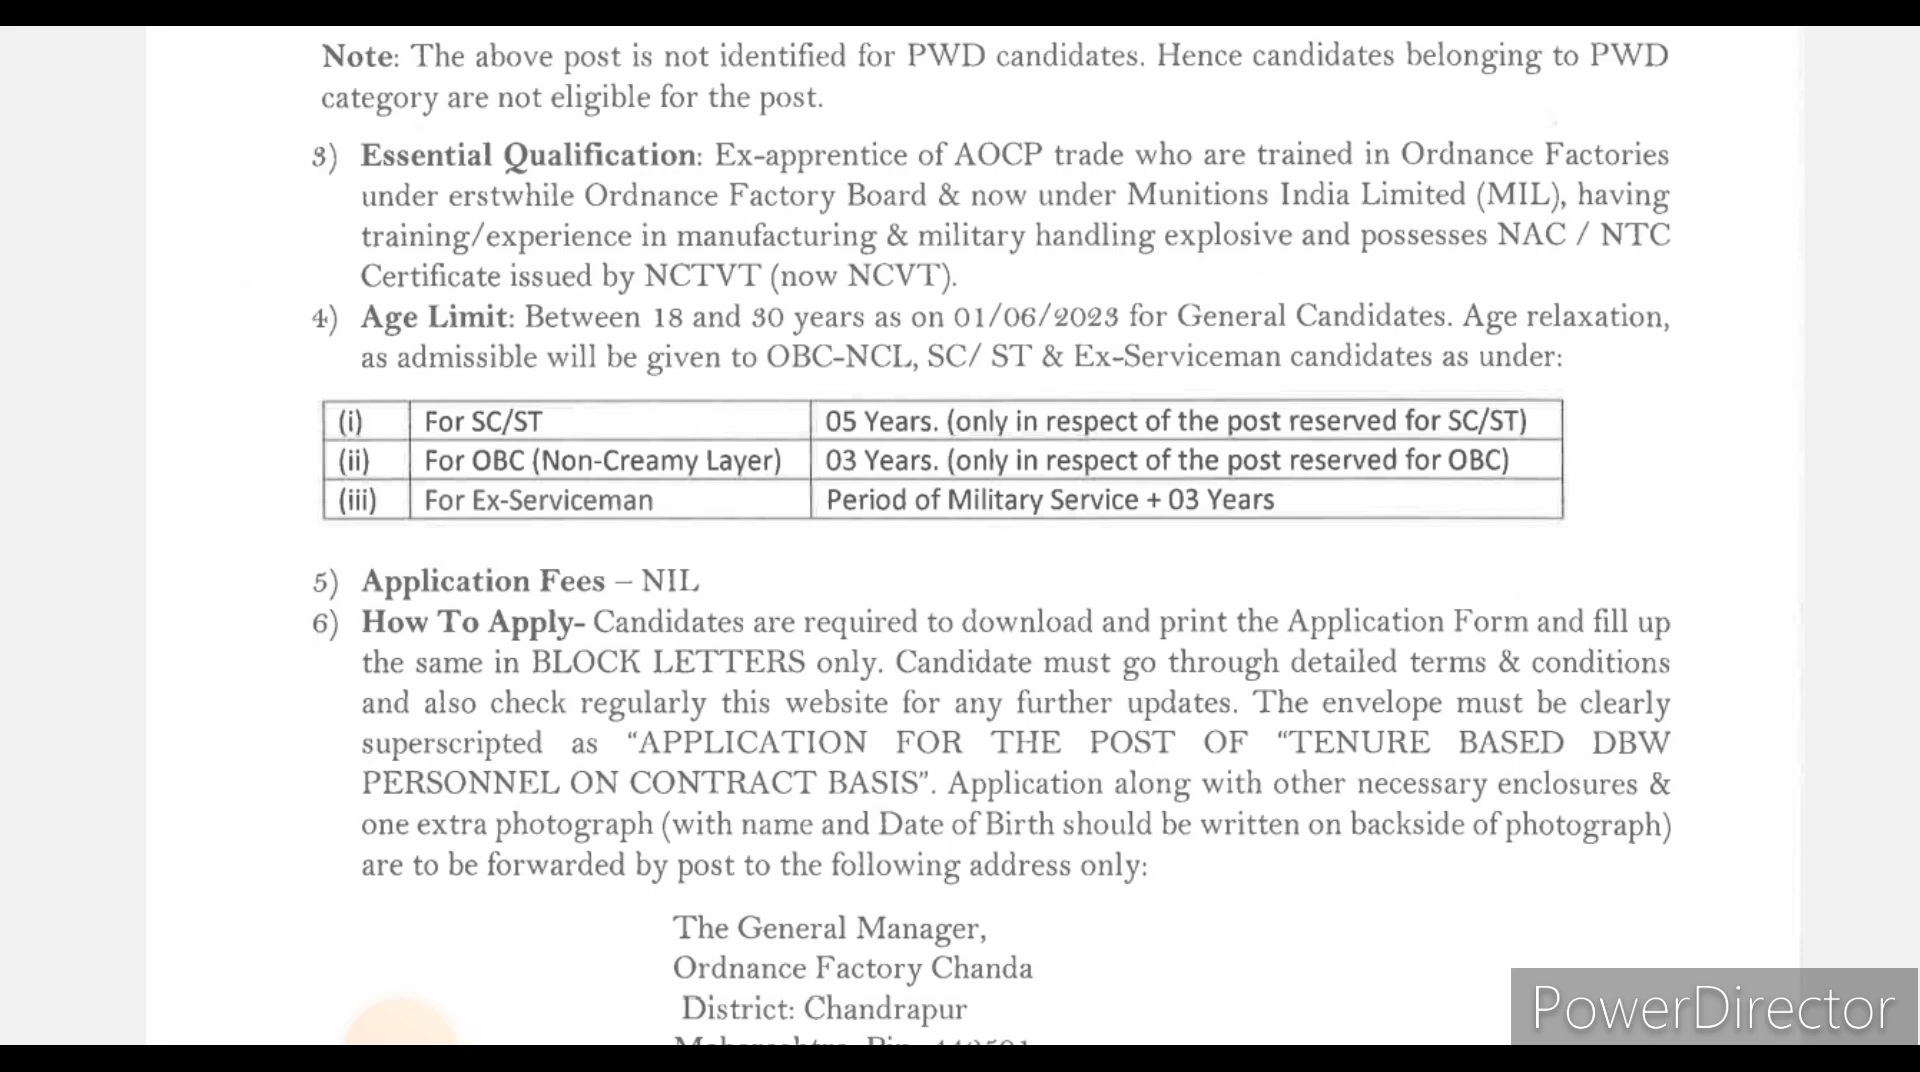 Note: The above post is not identified for PWD candidates. Hence candidates belonging to PWD
category are not eligible for the post.
3) Essential Qualification: Ex-apprentice of AOCP trade who are trained in Ordnance Factories
under erstwhile Ordnance Factory Board & now under Munitions India Limited (MIL), having
training/experience in manufacturing & military handling explosive and possesses NAC / NTC
Certificate issued by NCTVT (now NCVT).
4) Age Limit: Between 18 and 30 years as on 01/06/2023 for General Candidates. Age relaxation,
as admissible will be given to OBC-NCL, SC/ ST & Ex-Serviceman candidates as under:
(i) For SC/ST 05 Years. (only in respect of the post reserved for SC/ST)
(ii) For OBC (Non-Creamy Layer) 03 Years. (only in respect of the post reserved for OBC)
(iii) For Ex-Serviceman Period of Military Service + 03 Years
5) Application Fees – NIL
6) How To Apply- Candidates are required to download and print the Application Form and fill up
the same in BLOCK LETTERS only. Candidate must go through detailed terms & conditions
and also check regularly this website for any further updates. The envelope must be clearly
superscripted as “APPLICATION FOR THE POST OF “TENURE BASED DBW
PERSONNEL ON CONTRACT BASIS”. Application along with other necessary enclosures &
one extra photograph (with name and Date of Birth should be written on backside of photograph)
are to be forwarded by post to the following address only:
The General Manager,
Ordnance Factory Chanda
District: Chandrapur
PowerDirector